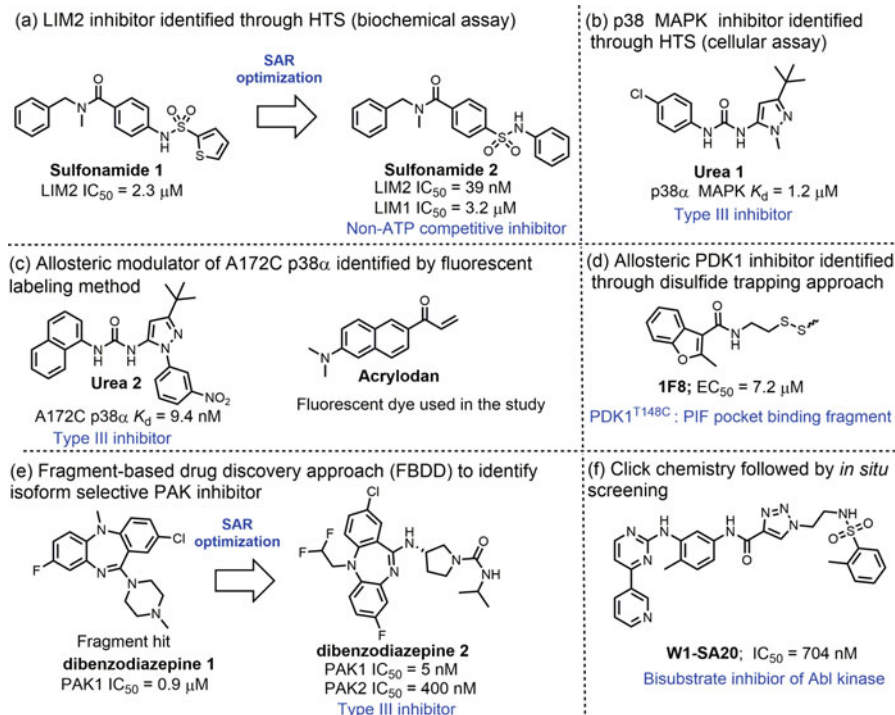 (a) LIM2 inhibitor identified through HTS (biochemical assay)
SAR
optimization
O
N
O O
S
N
H
S
Sulfonamide 1
LIM2 IC50 = 2.3 μM
O
N
H
N
S
O O
Sulfonamide 2
LIM2 IC50 = 39 nM
LIM1 IC50 = 3.2 μM
Non-ATP competitive inhibitor
(b) p38 MAPK inhibitor identified
through HTS (cellular assay)
Cl
O
N
H
N
H
N
N
Urea 1
p38α MAPK Kd = 1.2 μM
Type III inhibitor
(c) Allosteric modulator of A172C p38α identified by fluorescent
labeling method
O
N
H
N
H
N
N
NO2
Urea 2
A172C p38α Kd = 9.4 nM
Type III inhibitor
O
N
Acrylodan
Fluorescent dye used in the study
(d) Allosteric PDK1 inhibitor identified
through disulfide trapping approach
O
N
H
S
S
O
1F8; EC50 = 7.2 μM
PDK1T148C : PIF pocket binding fragment
(e) Fragment-based drug discovery approach (FBDD) to identify
isoform selective PAK inhibitor
N
Cl
F
N
N
N
Fragment hit
dibenzodiazepine 1
PAK1 IC50 = 0.9 μM
SAR
optimization
Cl
F
F
H
N
N
N
N
O
HN
F
dibenzodiazepine 2
PAK1 IC50 = 5 nM
PAK2 IC50 = 400 nM
Type III inhibitor
(f) Click chemistry followed by in situ
screening
N
N
H
N
H
N
O
N=N
N
HN
S
O
O
N
W1-SA20; IC50 = 704 nM
Bisubstrate inhibior of Abl kinase